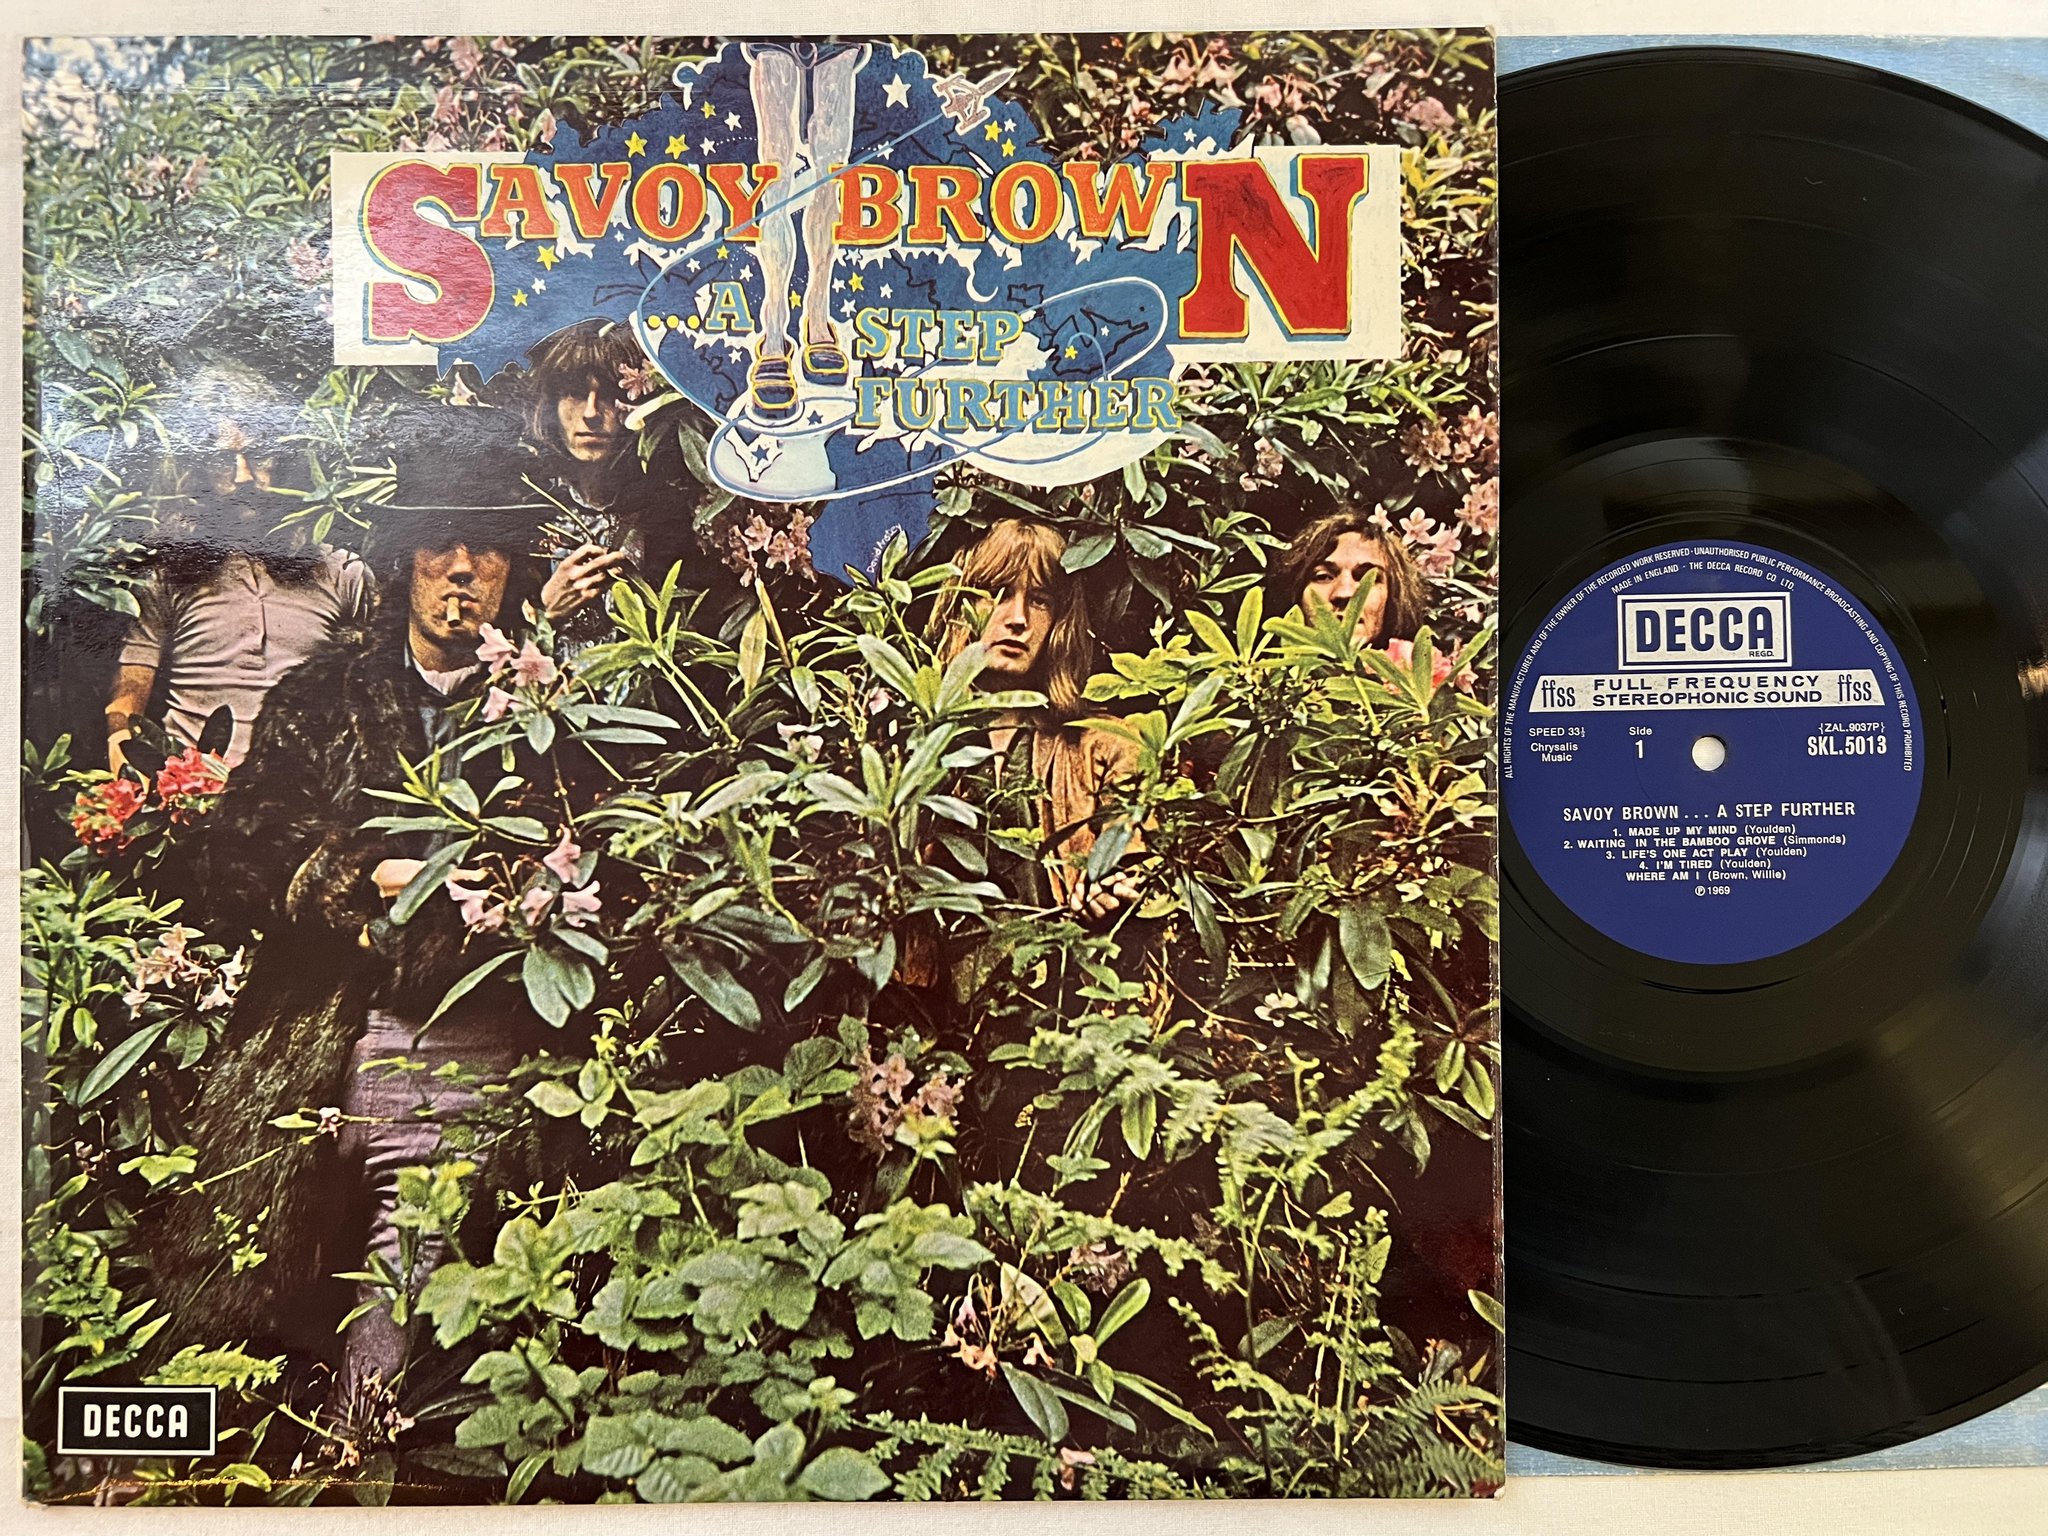 SAVOY BROWN
...A STEP
FURTHER
DECCA
ALL RIGHTS OF THE MANUFACTURER AND OF THE OWNER OF THE RECORDED WORK RESERVED · UNAUTHORISED PUBLIC PERFORMANCE BROADCASTING AND COPYING OF THIS RECORD PROHIBITED
MADE IN ENGLAND · THE DECCA RECORD CO. LTD.
DECCA
REGD.
ffss FULL FREQUENCY ffss
STEREOPHONIC SOUND
SPEED 33⅓ Side {ZAL.9037P}
Chrysalis 1 SKL.5013
Music
SAVOY BROWN... A STEP FURTHER
1. MADE UP MY MIND (Youlden)
2. WAITING IN THE BAMBOO GROVE (Simmonds)
3. LIFE'S ONE ACT PLAY (Youlden)
4. I'M TIRED (Youlden)
WHERE AM I (Brown, Willie)
℗ 1969